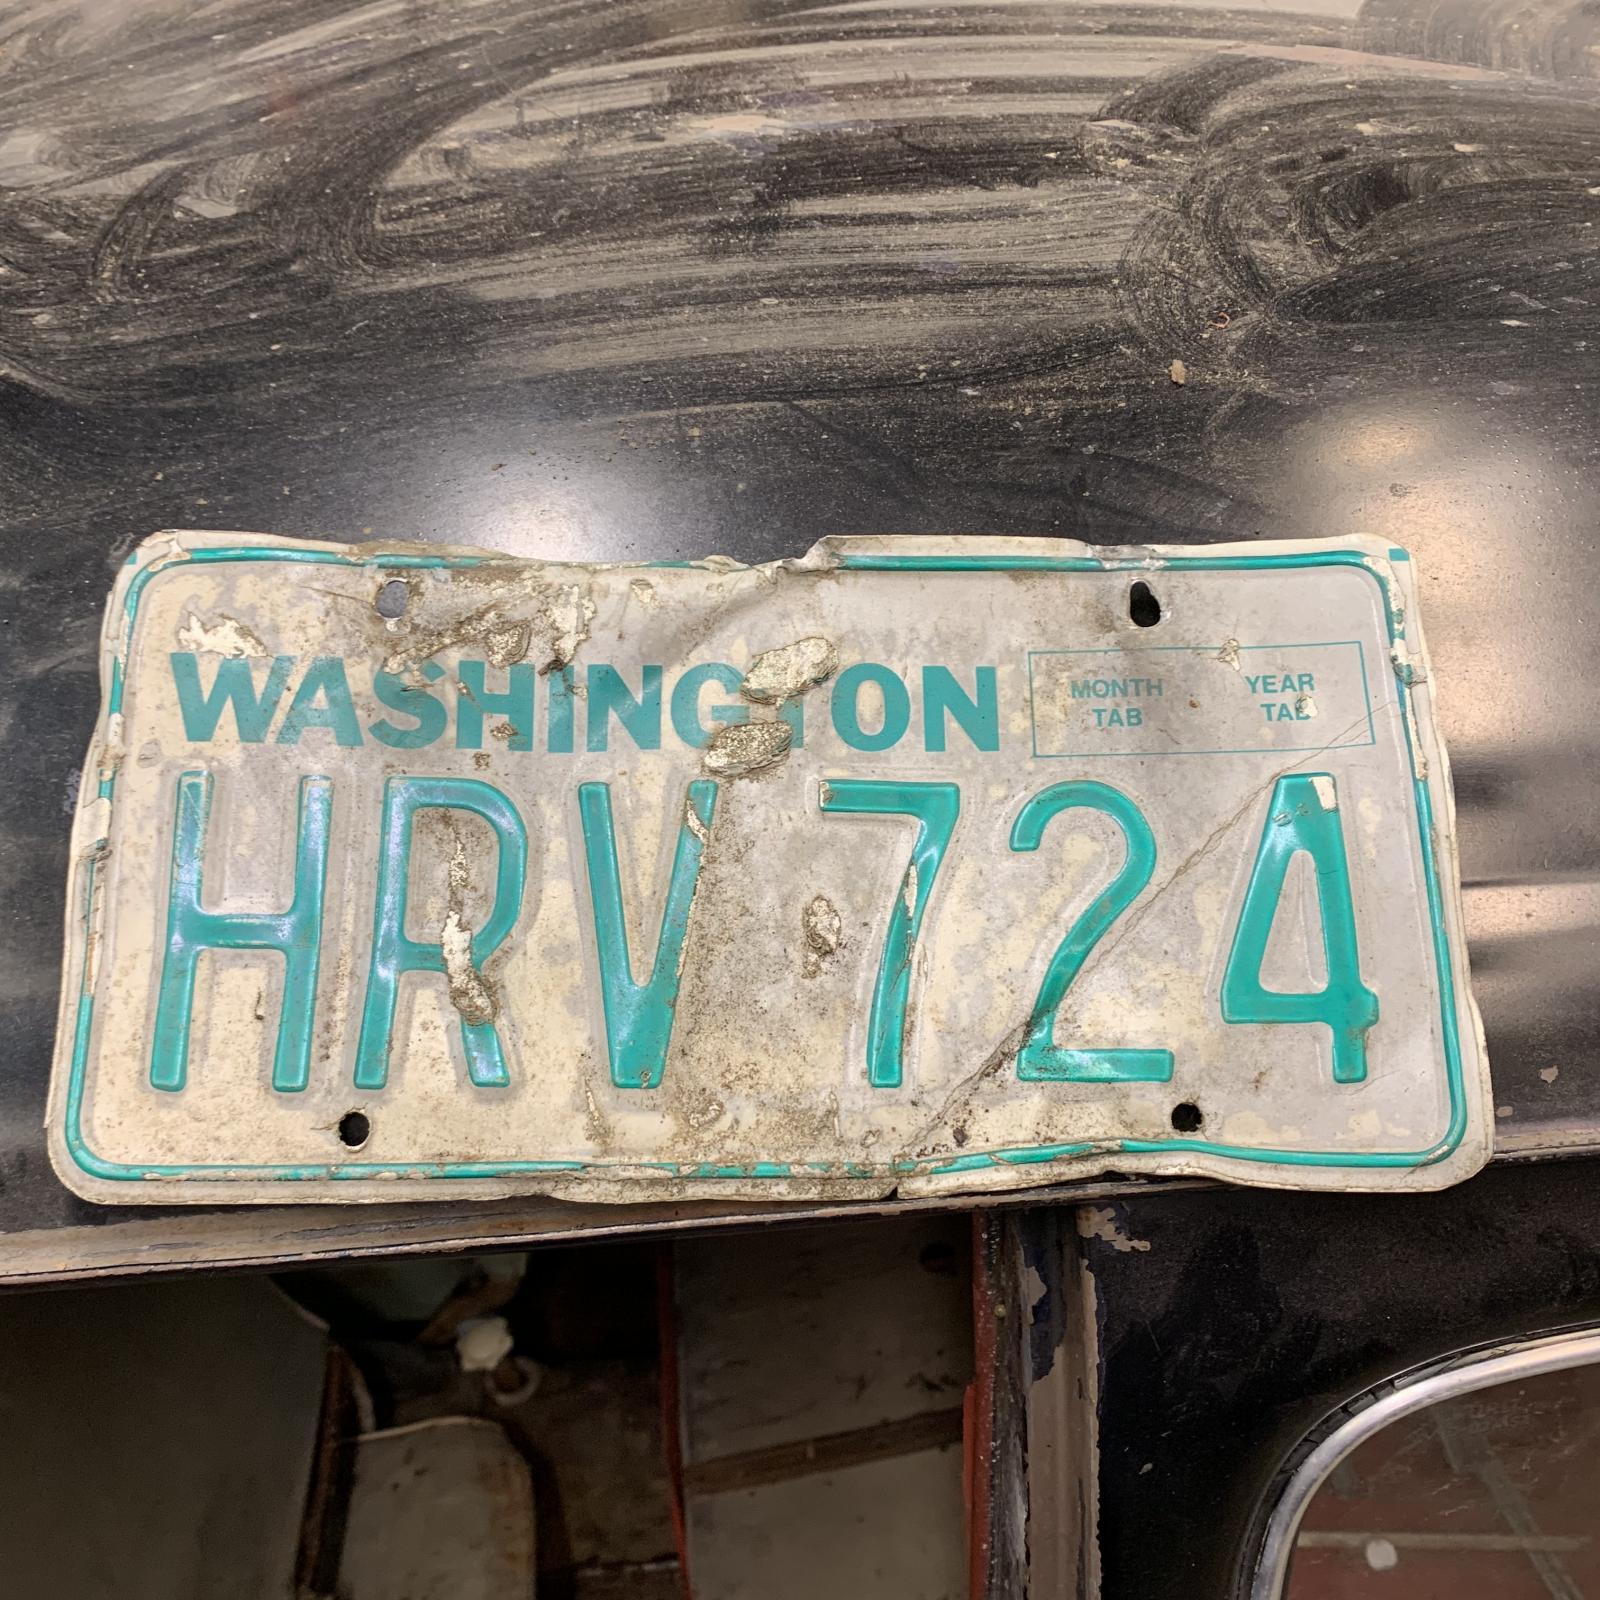 WASHINGTON
MONTH TAB
YEAR TAB
HRV 724